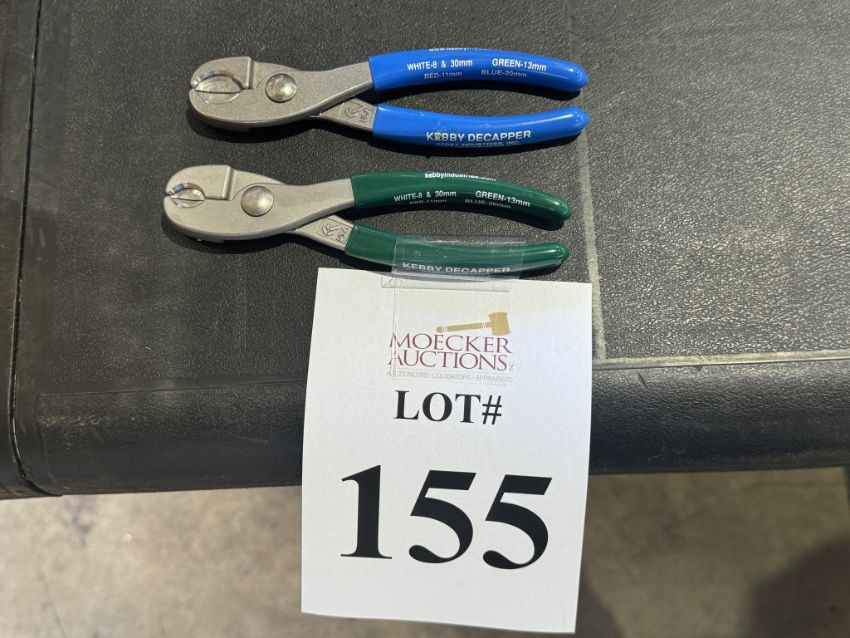 WHITE-8 & 30mm GREEN-13mm
RED-11mm BLUE-20mm
KEBBY DECAPPER
KEBBY INDUSTRIES, INC.
kebbyindustries.com
WHITE-8 & 30mm GREEN-13mm
RED-11mm BLUE-20mm
KEBBY DECAPPER
MOECKER
AUCTIONS
AUCTIONEERS • LIQUIDATORS • APPRAISERS
LOT#
155